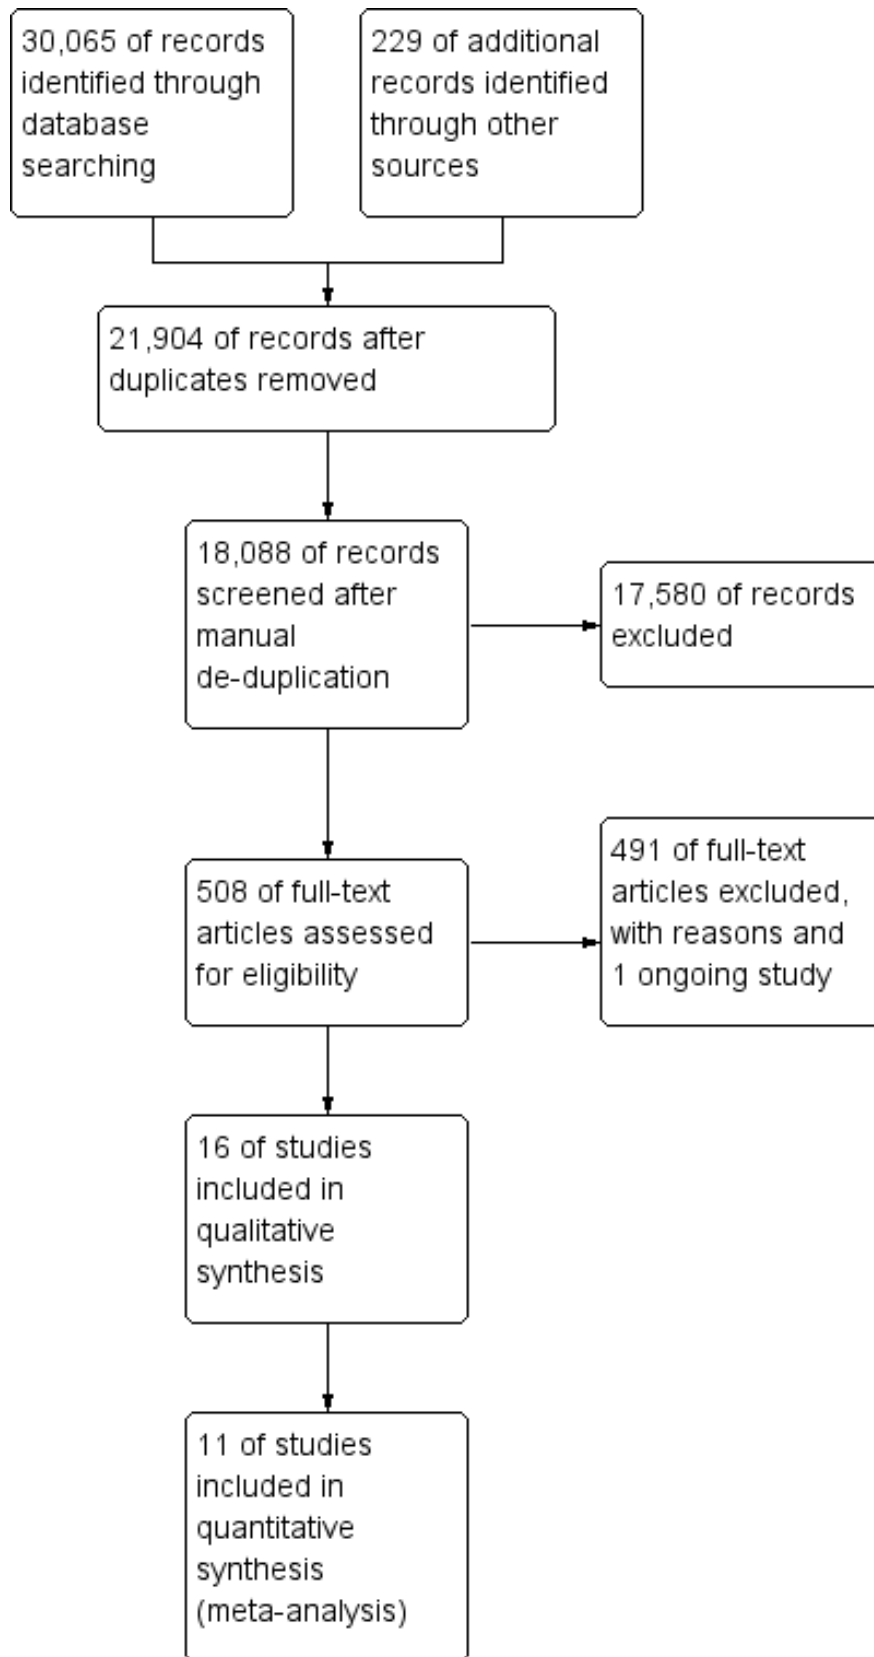 30,065 of records
identified through
database
searching
229 of additional
records identified
through other
sources
21,904 of records after
duplicates removed
18,088 of records
screened after
manual
de-duplication
17,580 of records
excluded
508 of full-text
articles assessed
for eligibility
491 of full-text
articles excluded,
with reasons and
1 ongoing study
16 of studies
included in
qualitative
synthesis
11 of studies
included in
quantitative
synthesis
(meta-analysis)